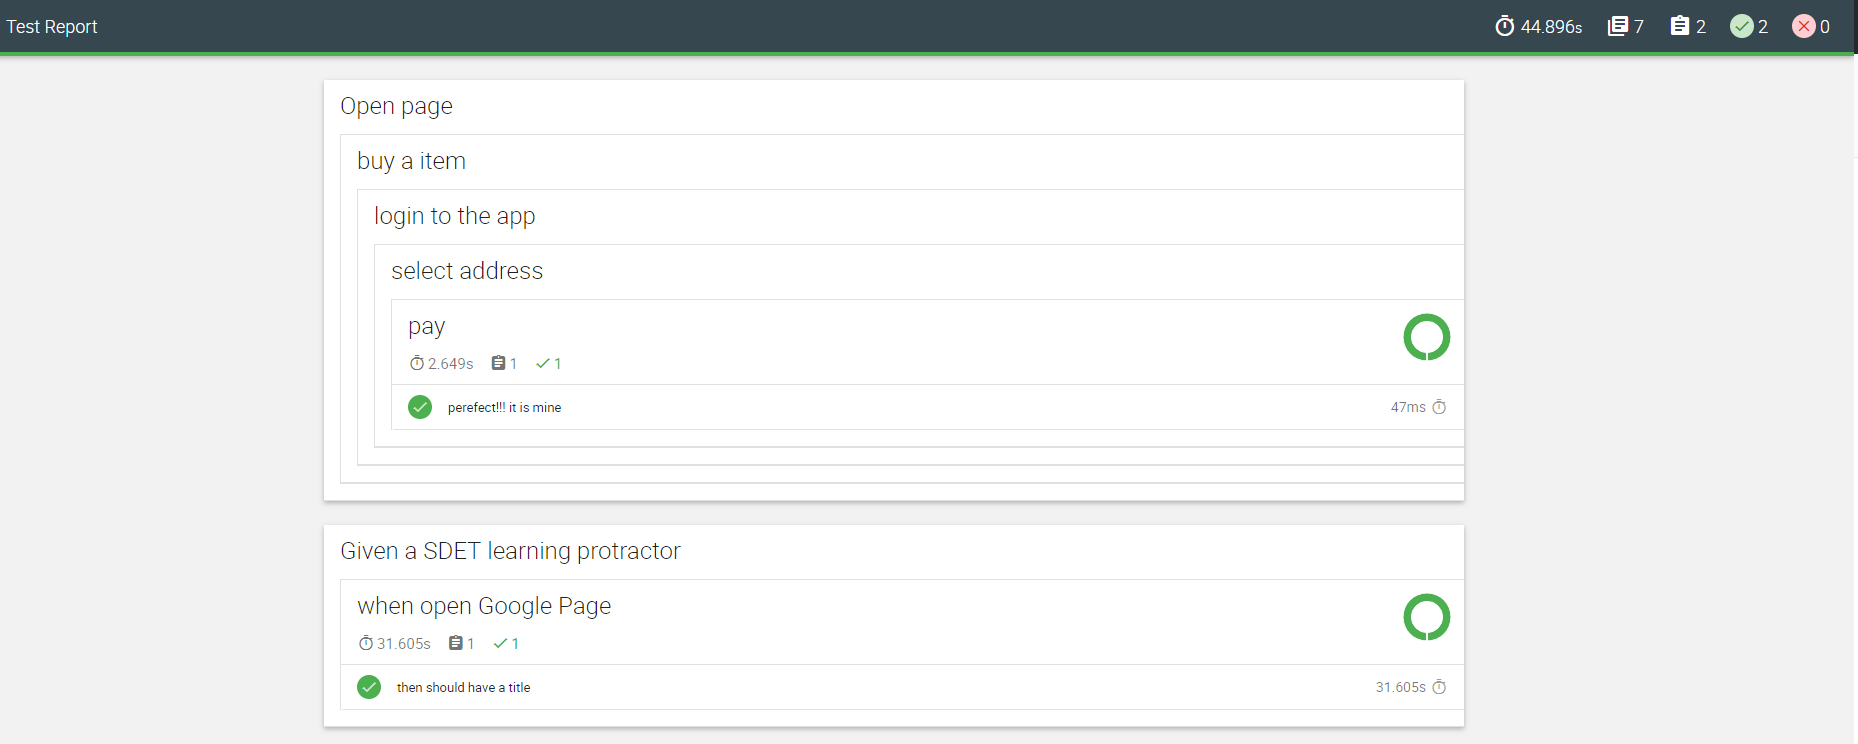 Test Report 44.896s 7 2 2 0
Open page
buy a item
login to the app
select address
pay
2.649s 1 1
perefect!!! it is mine 47ms
Given a SDET learning protractor
when open Google Page
31.605s 1 1
then should have a title 31.605s